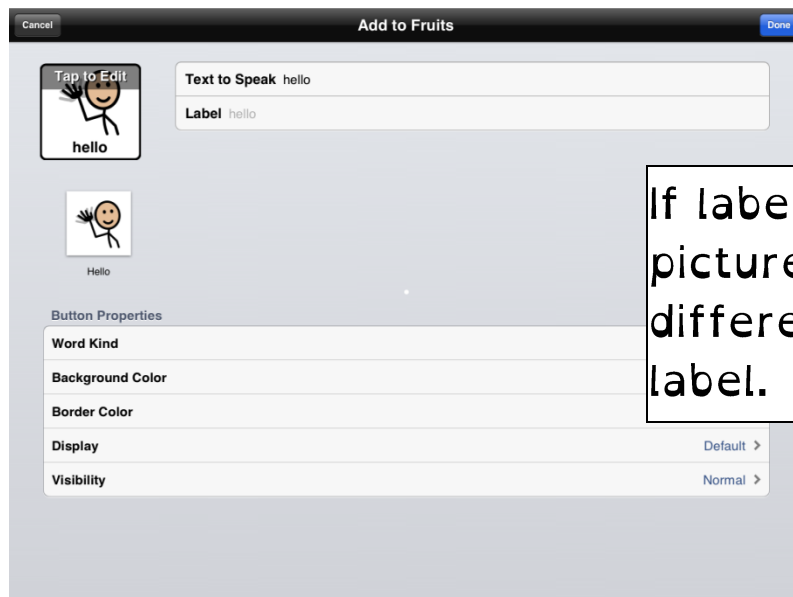 Cancel Add to Fruits Done
Tap to Edit
hello
Text to Speak hello
Label hello
Hello
If labe
picture
differe
label.
Button Properties
Word Kind
Background Color
Border Color
Display Default
Visibility Normal